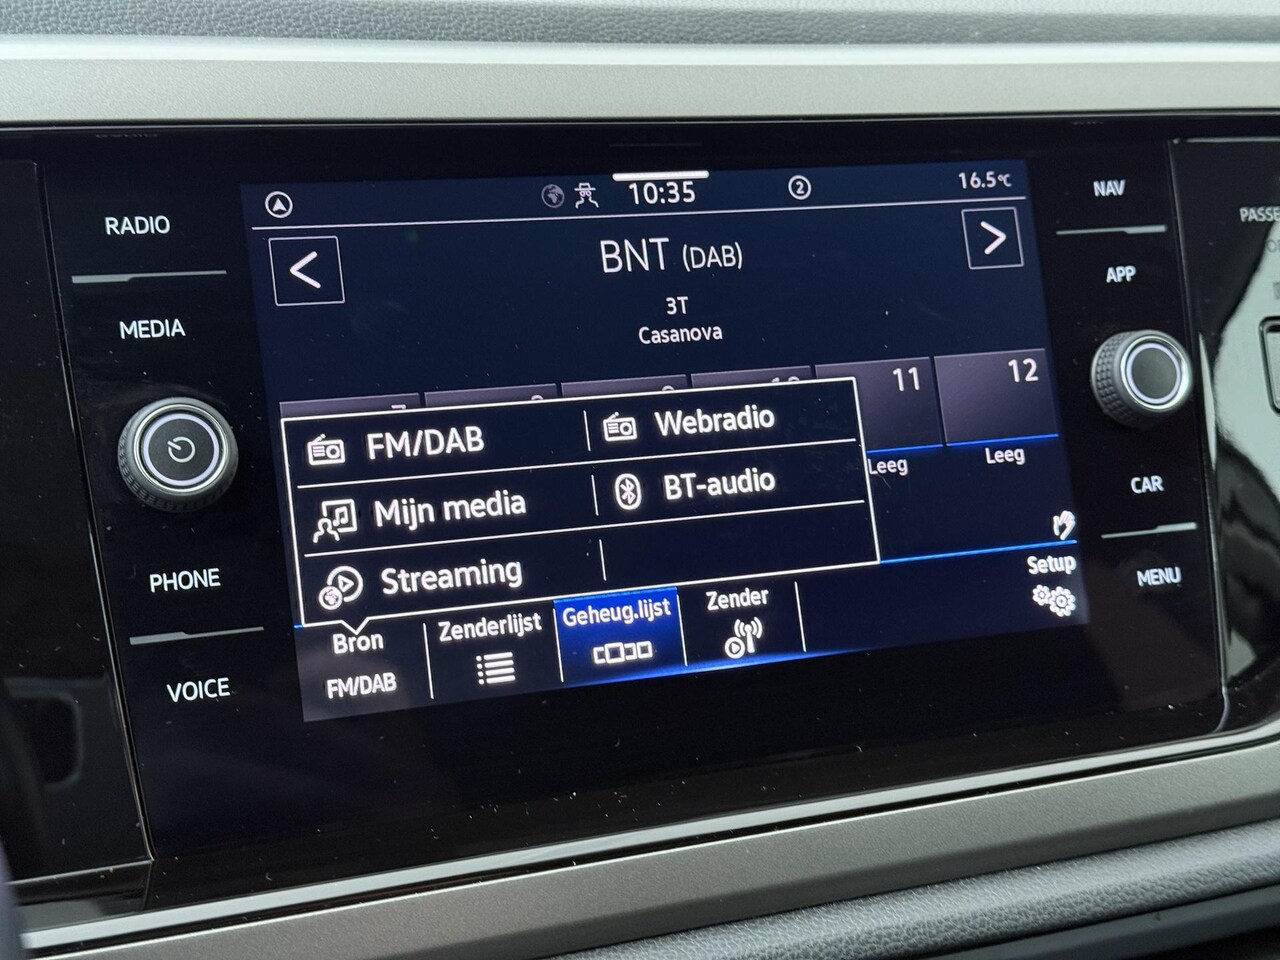 RADIO
MEDIA
PHONE
VOICE
10:35
2
16.5°C
BNT (DAB)
3T
Casanova
11
12
Leeg
Leeg
FM/DAB
Webradio
Mijn media
BT-audio
Streaming
Bron
FM/DAB
Zenderlijst
Geheug.lijst
Zender
Setup
NAV
APP
CAR
MENU